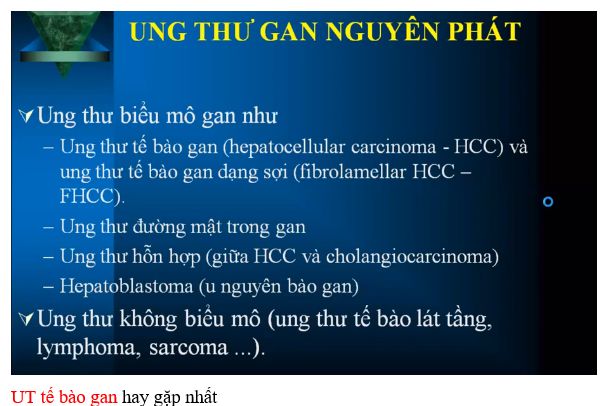 UNG THƯ GAN NGUYÊN PHÁT
Ung thư biểu mô gan như
– Ung thư tế bào gan (hepatocellular carcinoma - HCC) và
ung thư tế bào gan dạng sợi (fibrolamellar HCC –
FHCC).
– Ung thư đường mật trong gan
– Ung thư hỗn hợp (giữa HCC và cholangiocarcinoma)
– Hepatoblastoma (u nguyên bào gan)
Ung thư không biểu mô (ung thư tế bào lát tầng,
lymphoma, sarcoma ...).
UT tế bào gan hay gặp nhất